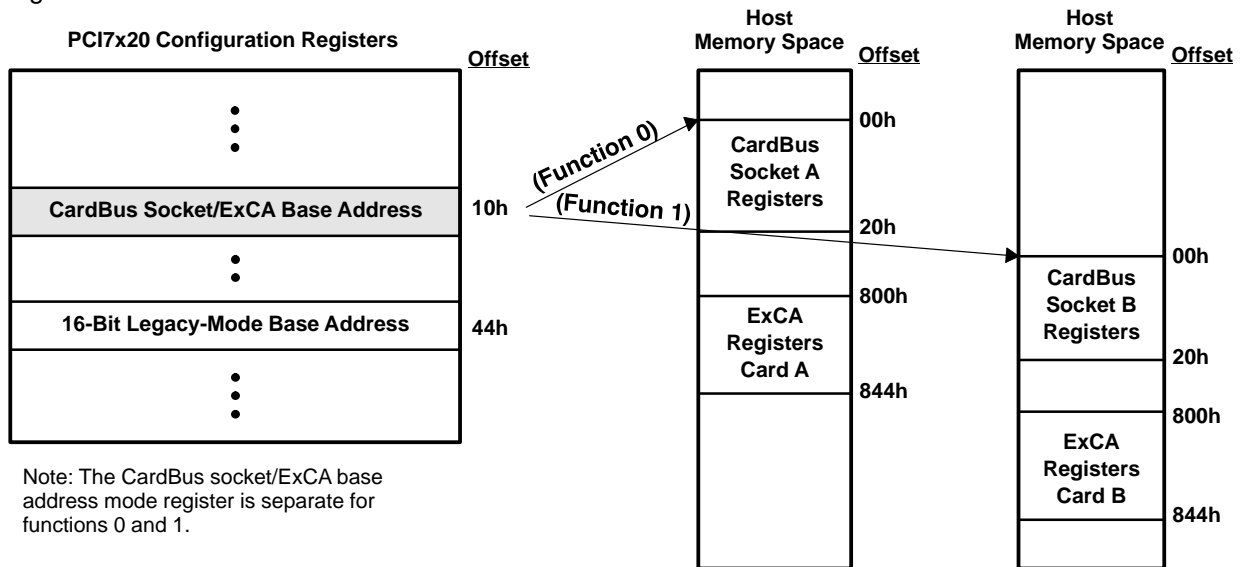 PCI7x20 Configuration Registers
Offset
CardBus Socket/ExCA Base Address
10h
16-Bit Legacy-Mode Base Address
44h
Note: The CardBus socket/ExCA base
address mode register is separate for
functions 0 and 1.
(Function 0)
(Function 1)
Host
Memory Space
Offset
00h
CardBus
Socket A
Registers
20h
800h
ExCA
Registers
Card A
844h
Host
Memory Space
Offset
00h
CardBus
Socket B
Registers
20h
800h
ExCA
Registers
Card B
844h